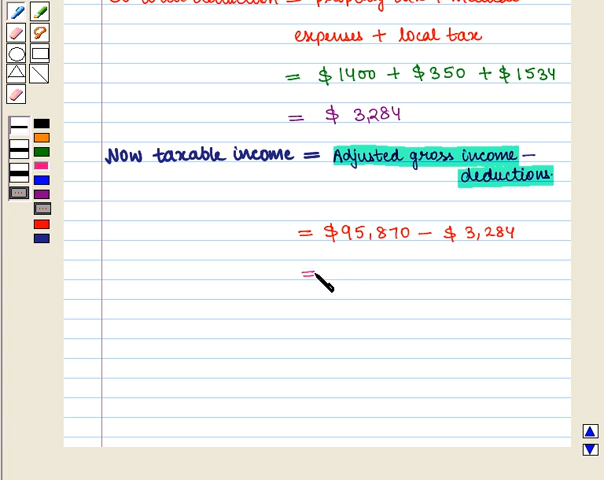 expenses + local tax
= $1400 + $350 + $1534
= $ 3,284
Now taxable income = Adjusted gross income –
deductions.
= $95,870 – $ 3,284
=